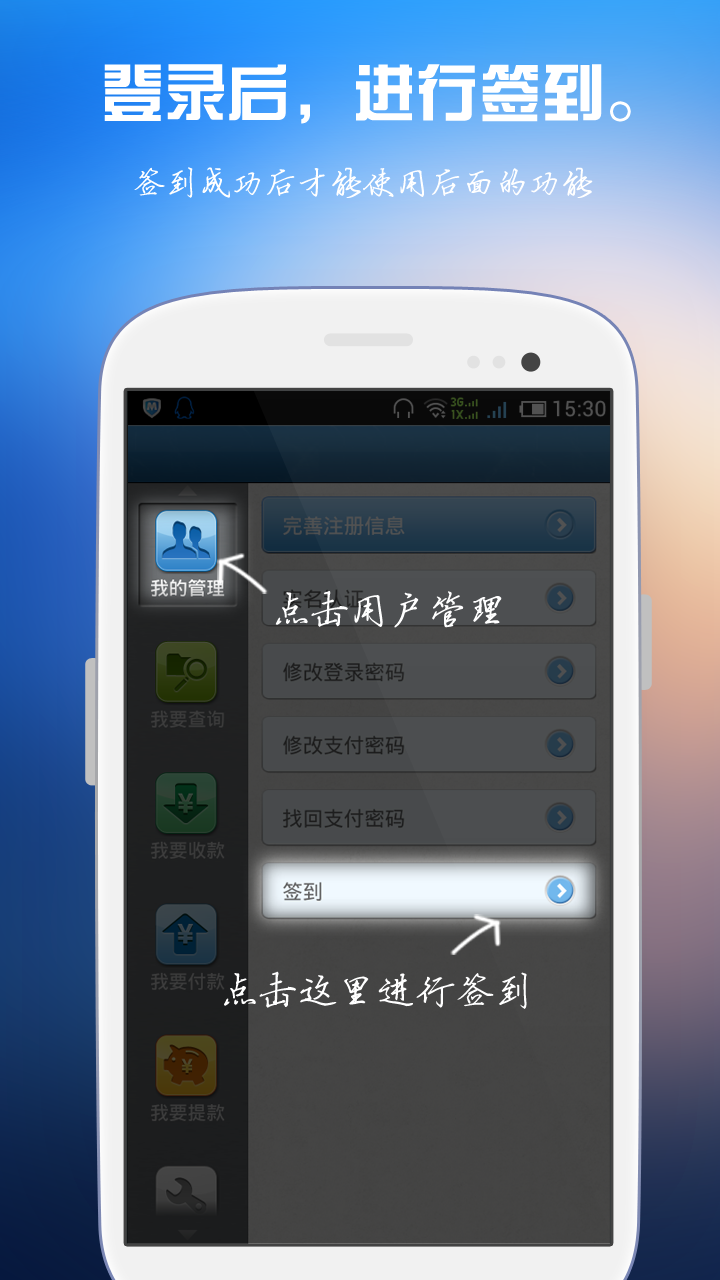 登录后，进行签到。
签到成功后才能使用后面的功能
3G
1X
15:30
我的管理
完善注册信息
实名认证
点击用户管理
修改登录密码
我要查询
修改支付密码
找回支付密码
我要收款
签到
我要付款
点击这里进行签到
我要提款